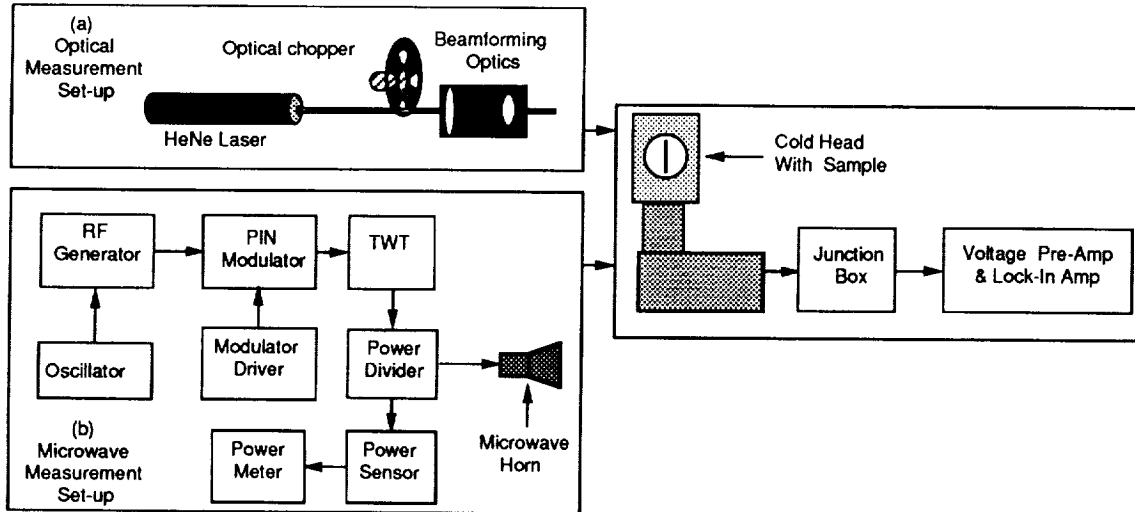 (a)
Optical
Measurement
Set-up
Optical chopper
Beamforming
Optics
HeNe Laser
Cold Head
With Sample
Junction
Box
Voltage Pre-Amp
& Lock-In Amp
RF
Generator
PIN
Modulator
TWT
Oscillator
Modulator
Driver
Power
Divider
(b)
Microwave
Measurement
Set-up
Power
Meter
Power
Sensor
Microwave
Horn